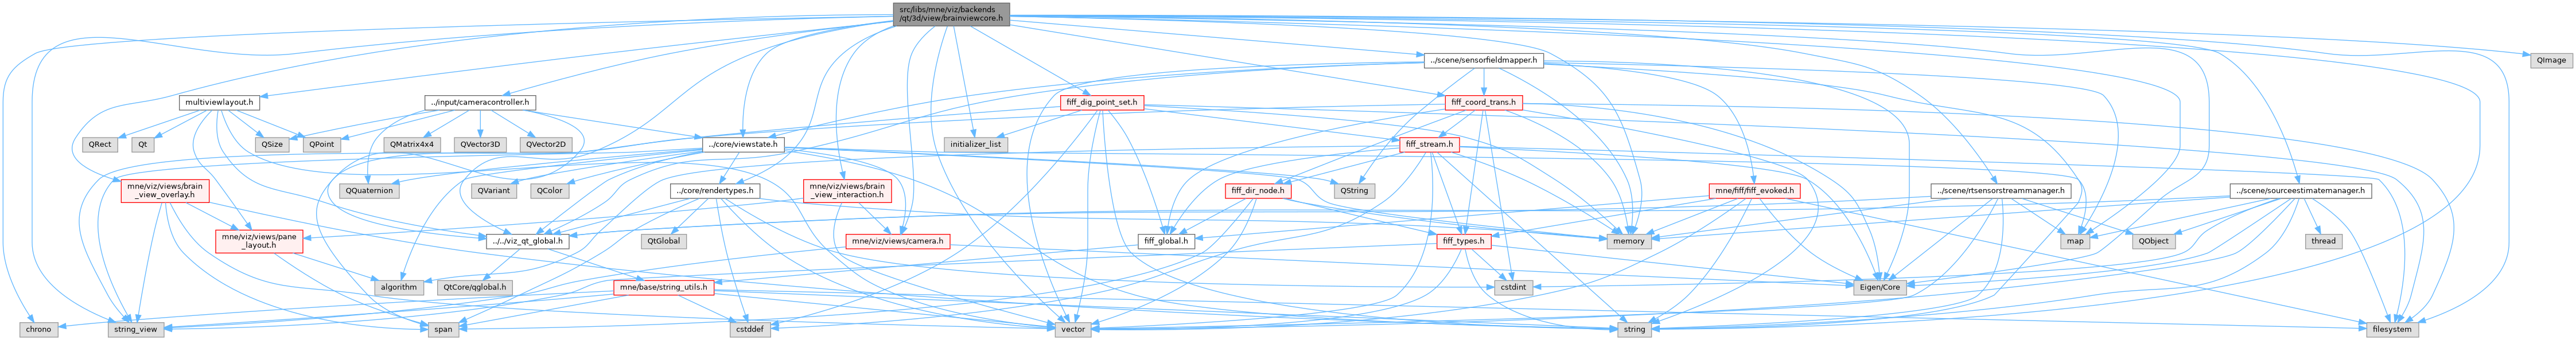 src/libs/mne/viz/backends
/qt/3d/view/brainviewcore.h
../scene/sensorfieldmapper.h
QImage
multiviewlayout.h
../input/cameracontroller.h
fiff_dig_point_set.h
fiff_coord_trans.h
QRect
Qt
QSize
QPoint
QMatrix4x4
QVector3D
QVector2D
../core/viewstate.h
initializer_list
fiff_stream.h
mne/viz/views/brain
_view_overlay.h
QQuaternion
QVariant
QColor
../core/rendertypes.h
mne/viz/views/brain
_view_interaction.h
QString
fiff_dir_node.h
mne/fiff/fiff_evoked.h
../scene/rtsensorstreammanager.h
../scene/sourceestimatemanager.h
mne/viz/views/pane
_layout.h
../../viz_qt_global.h
QtGlobal
mne/viz/views/camera.h
fiff_global.h
fiff_types.h
memory
map
QObject
thread
algorithm
QtCore/qglobal.h
mne/base/string_utils.h
cstdint
Eigen/Core
chrono
string_view
span
cstddef
vector
string
filesystem